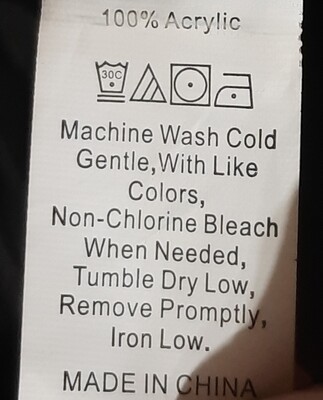 100% Acrylic
30C
Machine Wash Cold
Gentle,With Like
Colors,
Non-Chlorine Bleach
When Needed,
Tumble Dry Low,
Remove Promptly,
Iron Low.
MADE IN CHINA